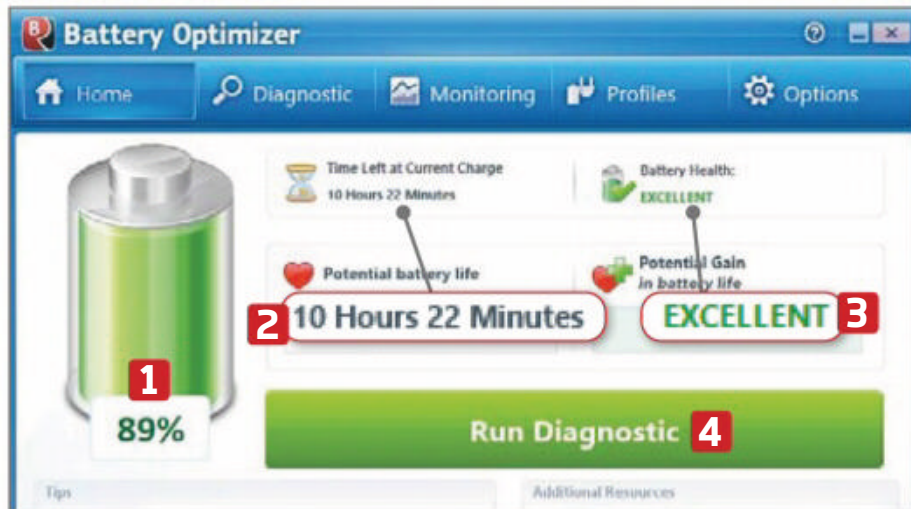 Battery Optimizer
Home Diagnostic Monitoring Profiles Options
Time Left at Current Charge
10 Hours 22 Minutes
Battery Health:
EXCELLENT
Potential battery life
Potential Gain
in battery life
2 10 Hours 22 Minutes
EXCELLENT 3
1
89%
Run Diagnostic 4
Tips
Additional Resources